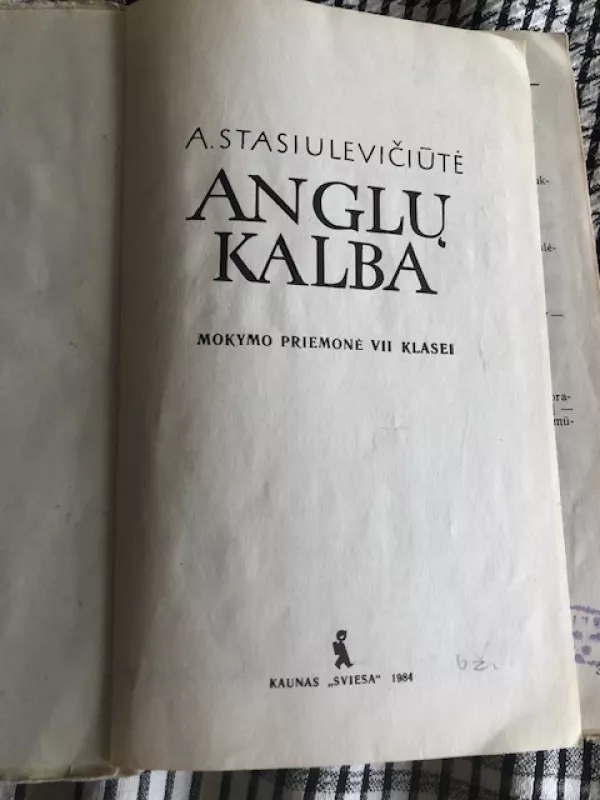 A. STASIULEVIČIŪTĖ
ANGLŲ
KALBA
MOKYMO PRIEMONĖ VII KLASEI
KAUNAS „ŠVIESA“ 1984